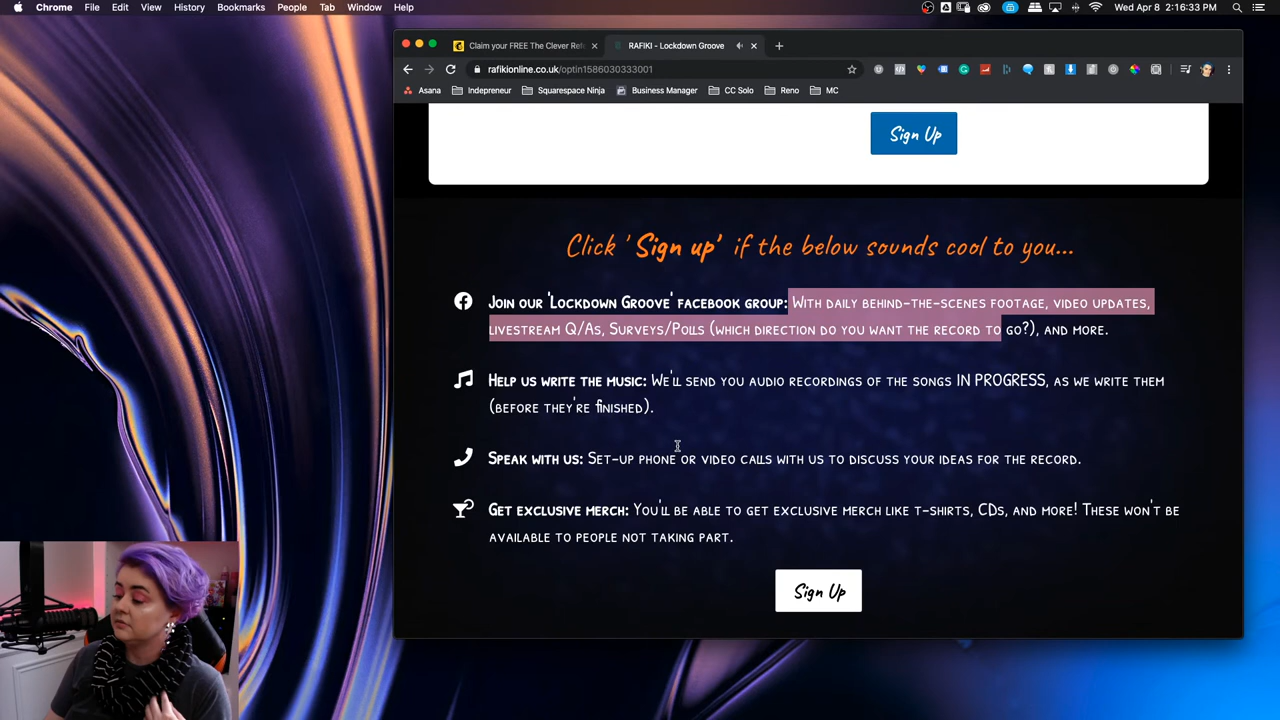 Chrome File Edit View History Bookmarks People Tab Window Help Wed Apr 8 2:16:33 PM
Claim your FREE The Clever Ret RAFIKI - Lockdown Groove
rafikionline.co.uk/optin1586030333001
Asana Indepreneur Squarespace Ninja Business Manager CC Solo Reno MC
Sign Up
Click 'Sign up' if the below sounds cool to you...
Join our 'Lockdown Groove' facebook group: With daily behind-the-scenes footage, video updates,
livestream Q/As, Surveys/Polls (which direction do you want the record to go?), and more.
Help us write the music: We'll send you audio recordings of the songs IN PROGRESS, as we write them
(before they're finished).
Speak with us: Set-up phone or video calls with us to discuss your ideas for the record.
Get exclusive merch: You'll be able to get exclusive merch like t-shirts, CDs, and more! These won't be
available to people not taking part.
Sign Up